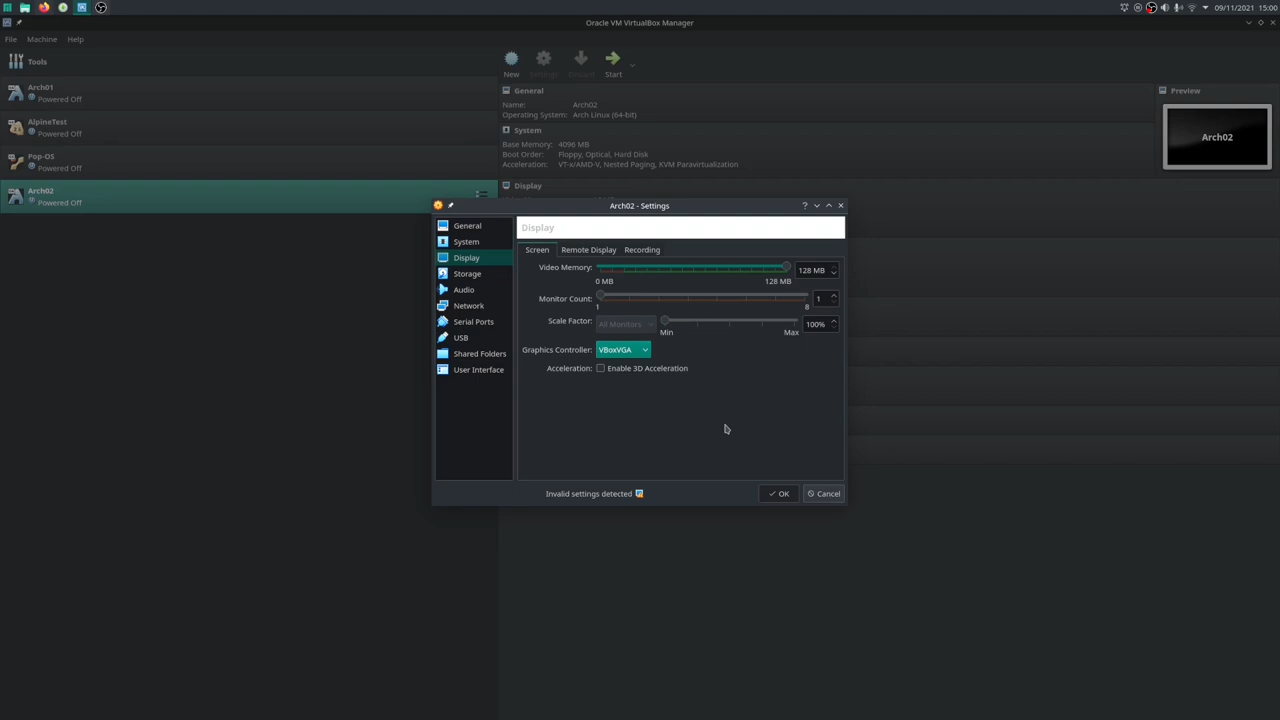 09/11/2021 15:00
Oracle VM VirtualBox Manager
File Machine Help
Tools
New Settings Discard Start
Arch01
Powered Off
AlpineTest
Powered Off
Pop-OS
Powered Off
Arch02
Powered Off
General
Name: Arch02
Operating System: Arch Linux (64-bit)
System
Base Memory: 4096 MB
Boot Order: Floppy, Optical, Hard Disk
Acceleration: VT-x/AMD-V, Nested Paging, KVM Paravirtualization
Display
Preview
Arch02
Arch02 - Settings
General
System
Display
Storage
Audio
Network
Serial Ports
USB
Shared Folders
User Interface
Display
Screen Remote Display Recording
Video Memory: 128 MB
0 MB 128 MB
Monitor Count: 1
1 8
Scale Factor: All Monitors 100%
Min Max
Graphics Controller: VBoxVGA
Acceleration: Enable 3D Acceleration
Invalid settings detected
OK Cancel